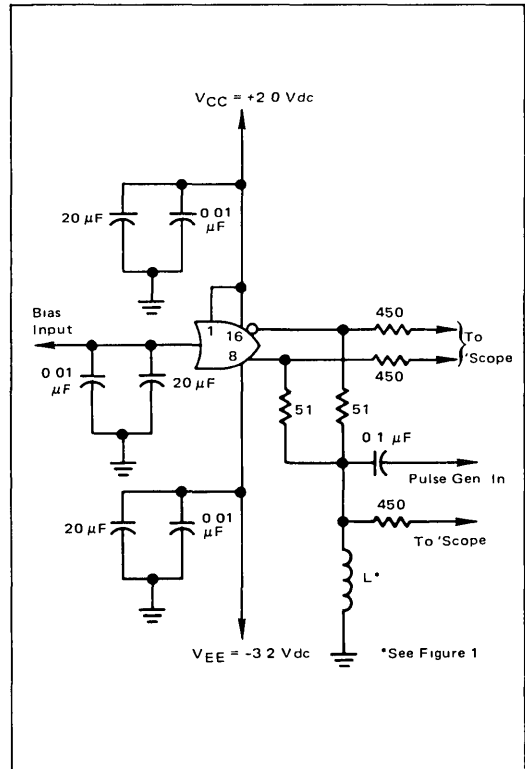 VCC = +2 0 Vdc
20 μF
0 01
μF
Bias
Input
1
16
8
450
To
'Scope
450
0 01
μF
20 μF
51
51
0 1 μF
Pulse Gen In
450
To 'Scope
20 μF
0 01
μF
L*
VEE = -3 2 Vdc
*See Figure 1